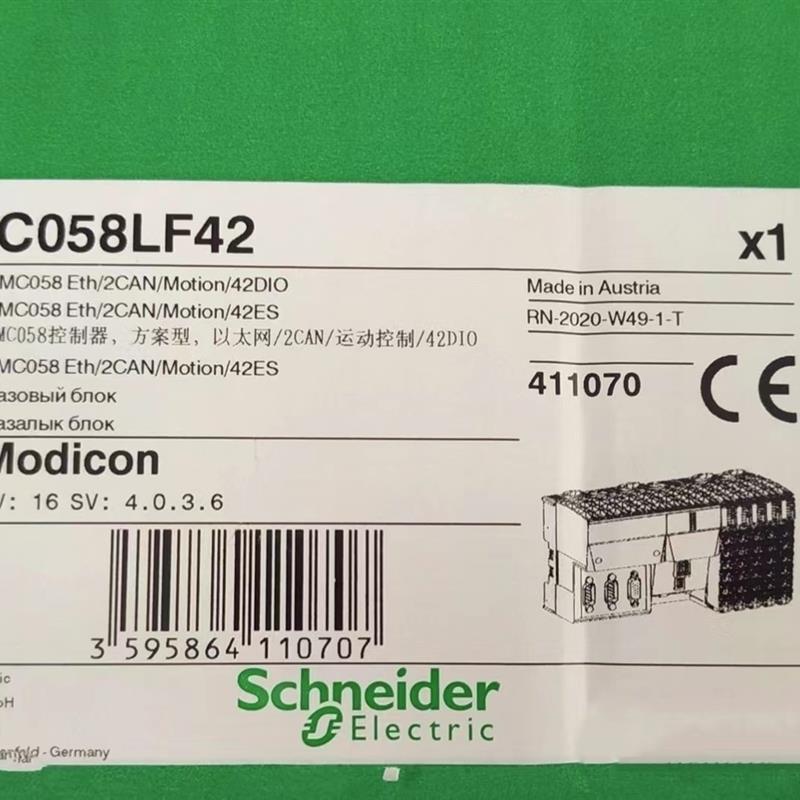 C058LF42
x1
MC058 Eth/2CAN/Motion/42DIO
MC058 Eth/2CAN/Motion/42ES
MC058控制器，方案型，以太网/2CAN/运动控制/42DIO
MC058 Eth/2CAN/Motion/42ES
азовый блок
азалык блок
Made in Austria
RN-2020-W49-1-T
411070
CE
Modicon
V: 16 SV: 4.0.3.6
3 595864 110707
ic
bH
Schneider
Electric
- Germany